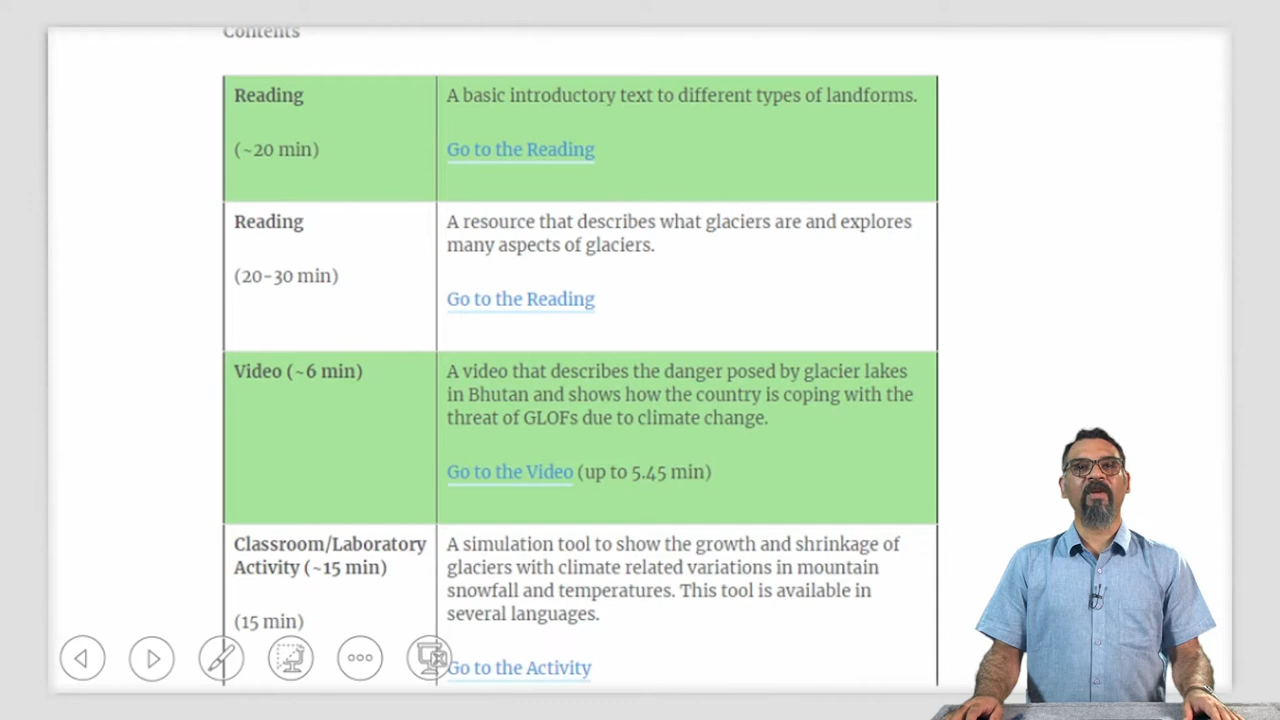 Contents
Reading
(~20 min)
A basic introductory text to different types of landforms.
Go to the Reading
Reading
(20-30 min)
A resource that describes what glaciers are and explores
many aspects of glaciers.
Go to the Reading
Video (~6 min)
A video that describes the danger posed by glacier lakes
in Bhutan and shows how the country is coping with the
threat of GLOFs due to climate change.
Go to the Video (up to 5.45 min)
Classroom/Laboratory
Activity (~15 min)
(15 min)
A simulation tool to show the growth and shrinkage of
glaciers with climate related variations in mountain
snowfall and temperatures. This tool is available in
several languages.
Go to the Activity